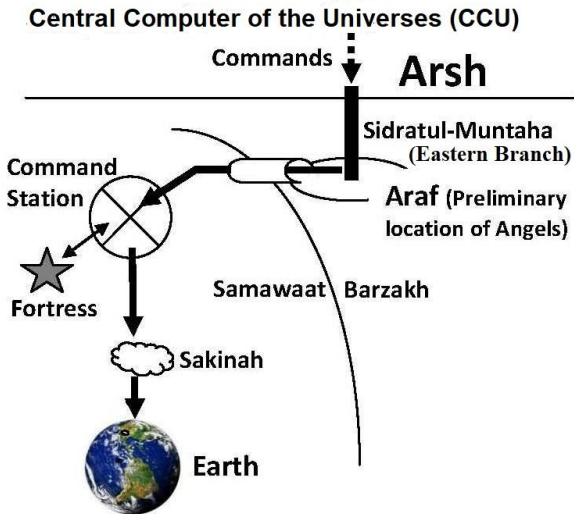 Central Computer of the Universes (CCU)
Commands
Arsh
Sidratul-Muntaha
(Eastern Branch)
Command
Station
Araf (Preliminary
location of Angels)
Fortress
Samawaat
Barzakh
Sakinah
Earth